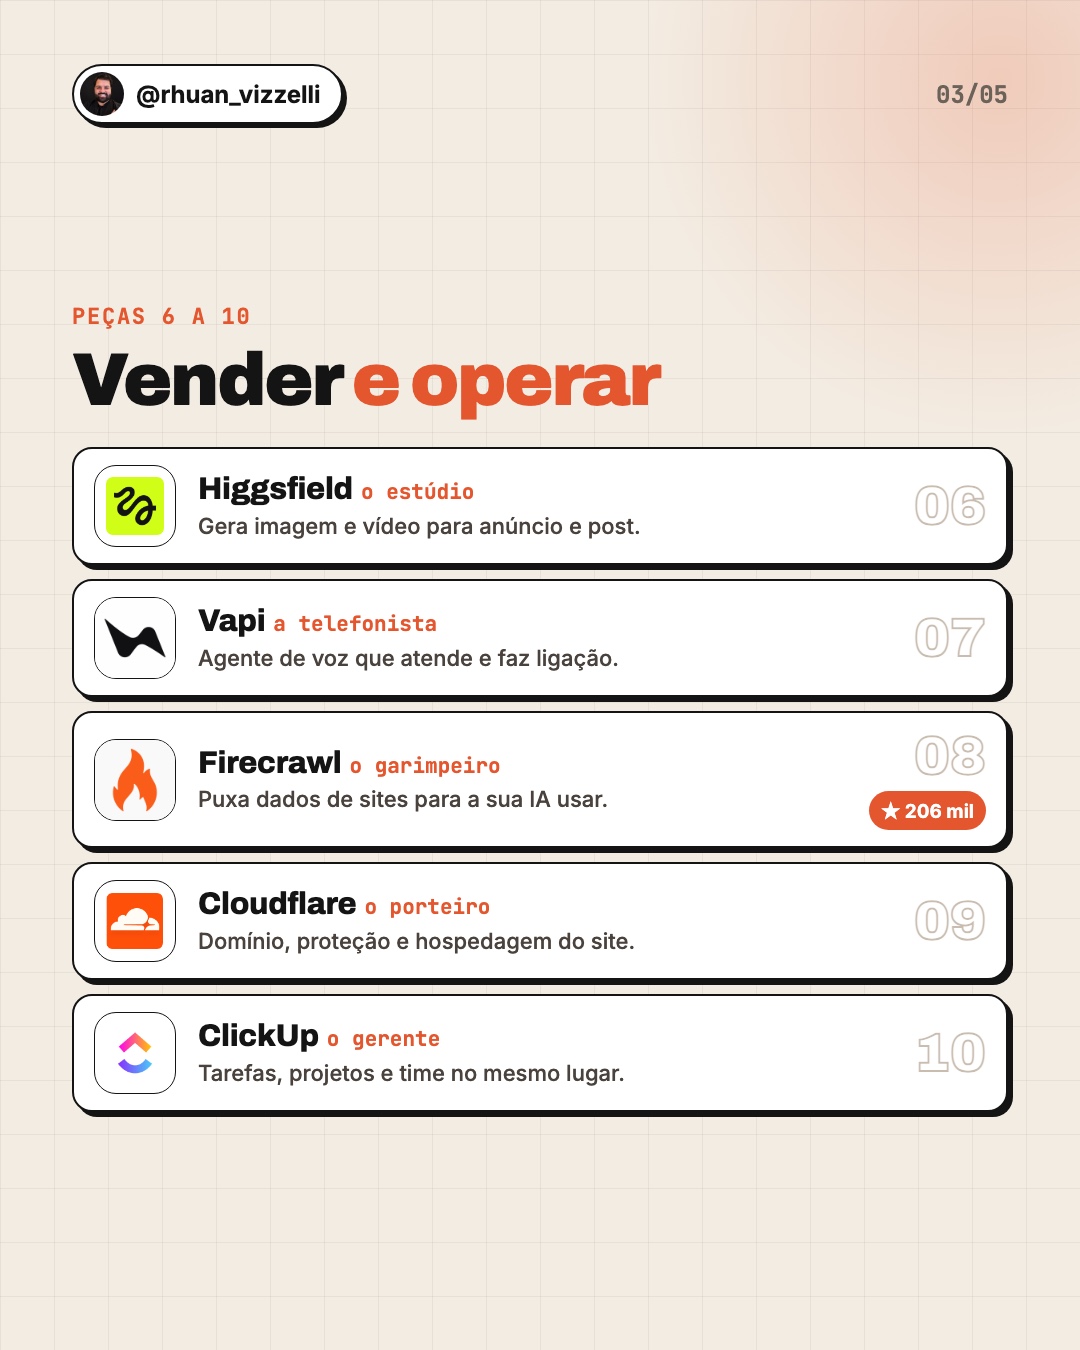 @rhuan_vizzelli
03/05
PEÇAS 6 A 10
Vender e operar
Higgsfield o estúdio
Gera imagem e vídeo para anúncio e post.
06
Vapi a telefonista
Agente de voz que atende e faz ligação.
07
Firecrawl o garimpeiro
Puxa dados de sites para a sua IA usar.
08
★ 206 mil
Cloudflare o porteiro
Domínio, proteção e hospedagem do site.
09
ClickUp o gerente
Tarefas, projetos e time no mesmo lugar.
10